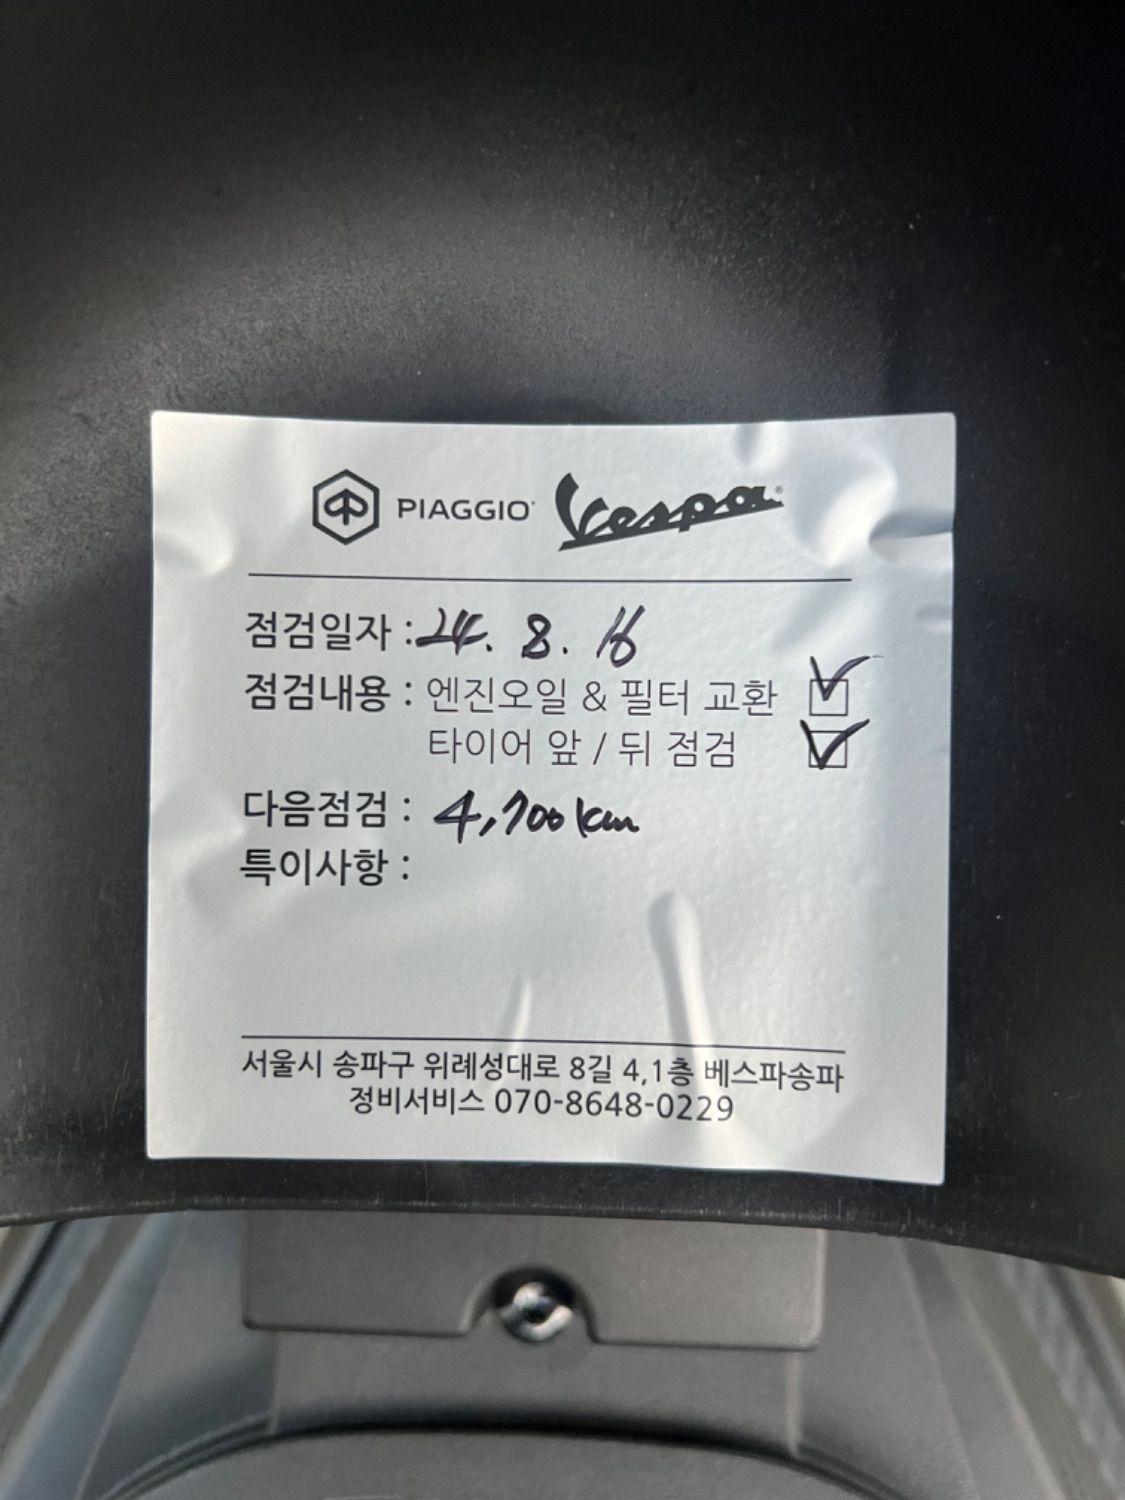 PIAGGIO Vespa®
점검일자 : 24. 8. 16
점검내용 : 엔진오일 & 필터 교환
타이어 앞 / 뒤 점검
다음점검 : 4,700km
특이사항 :
서울시 송파구 위례성대로 8길 4,1층 베스파송파
정비서비스 070-8648-0229